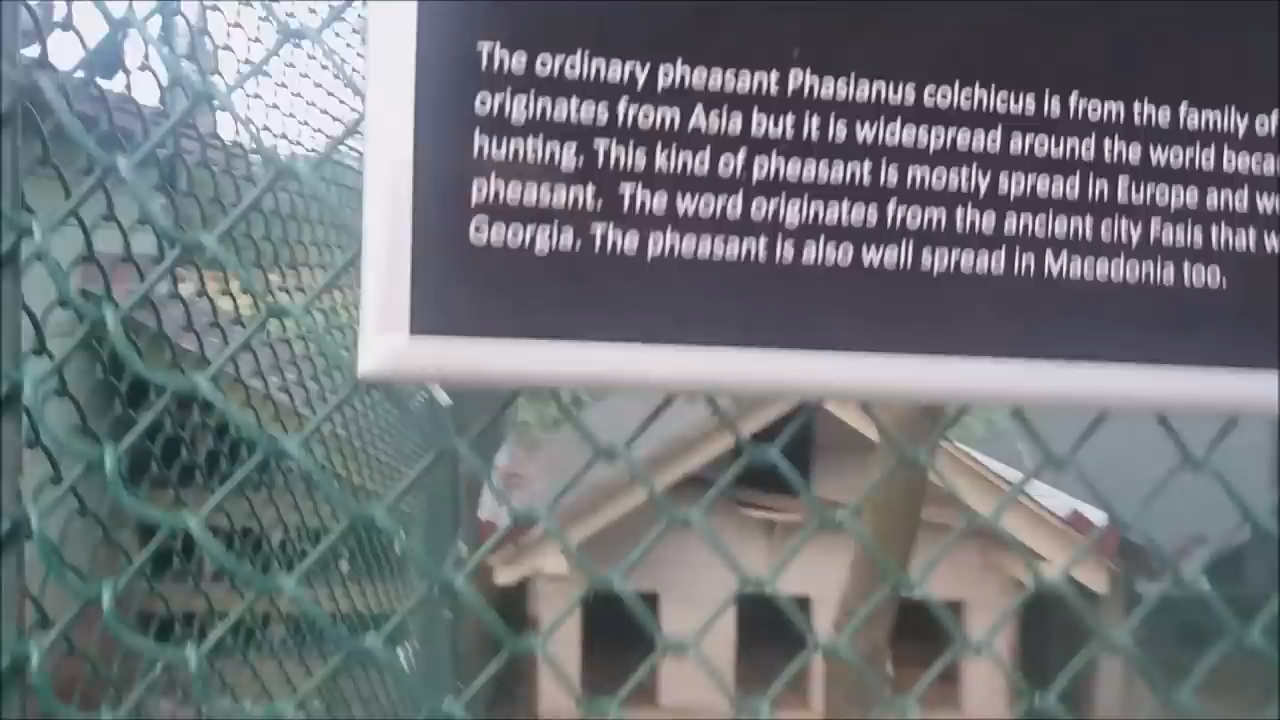 The ordinary pheasant Phasianus colchicus is from the family of
originates from Asia but it is widespread around the world
hunting. This kind of pheasant is mostly spread in Europe and
pheasant. The word originates from the ancient city Fasis that
Georgia. The pheasant is also well spread in Macedonia too.